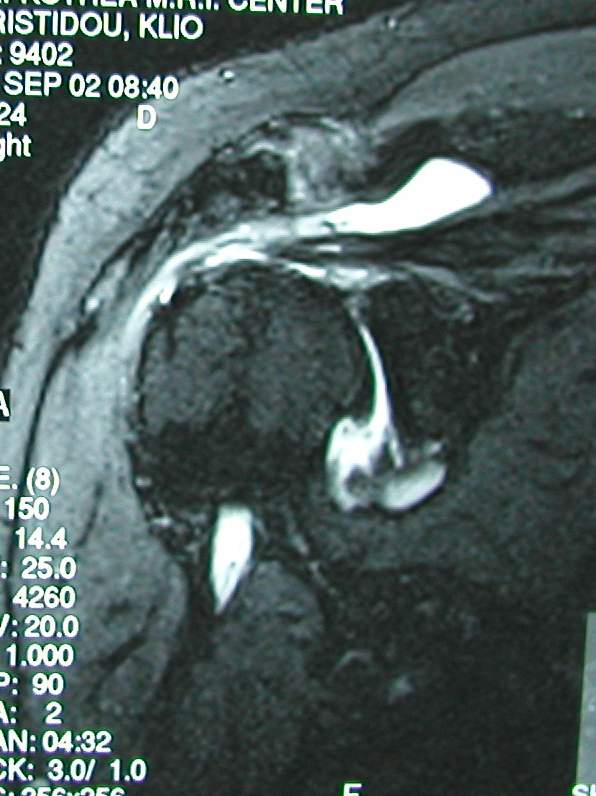 M.R.I. CENTER
RISTIDOU, KLIO
: 9402
SEP 02 08:40
24
D
ght
A
E. (8)
150
14.4
: 25.0
4260
V: 20.0
1.000
P: 90
A: 2
AN: 04:32
CK: 3.0/ 1.0
256x256